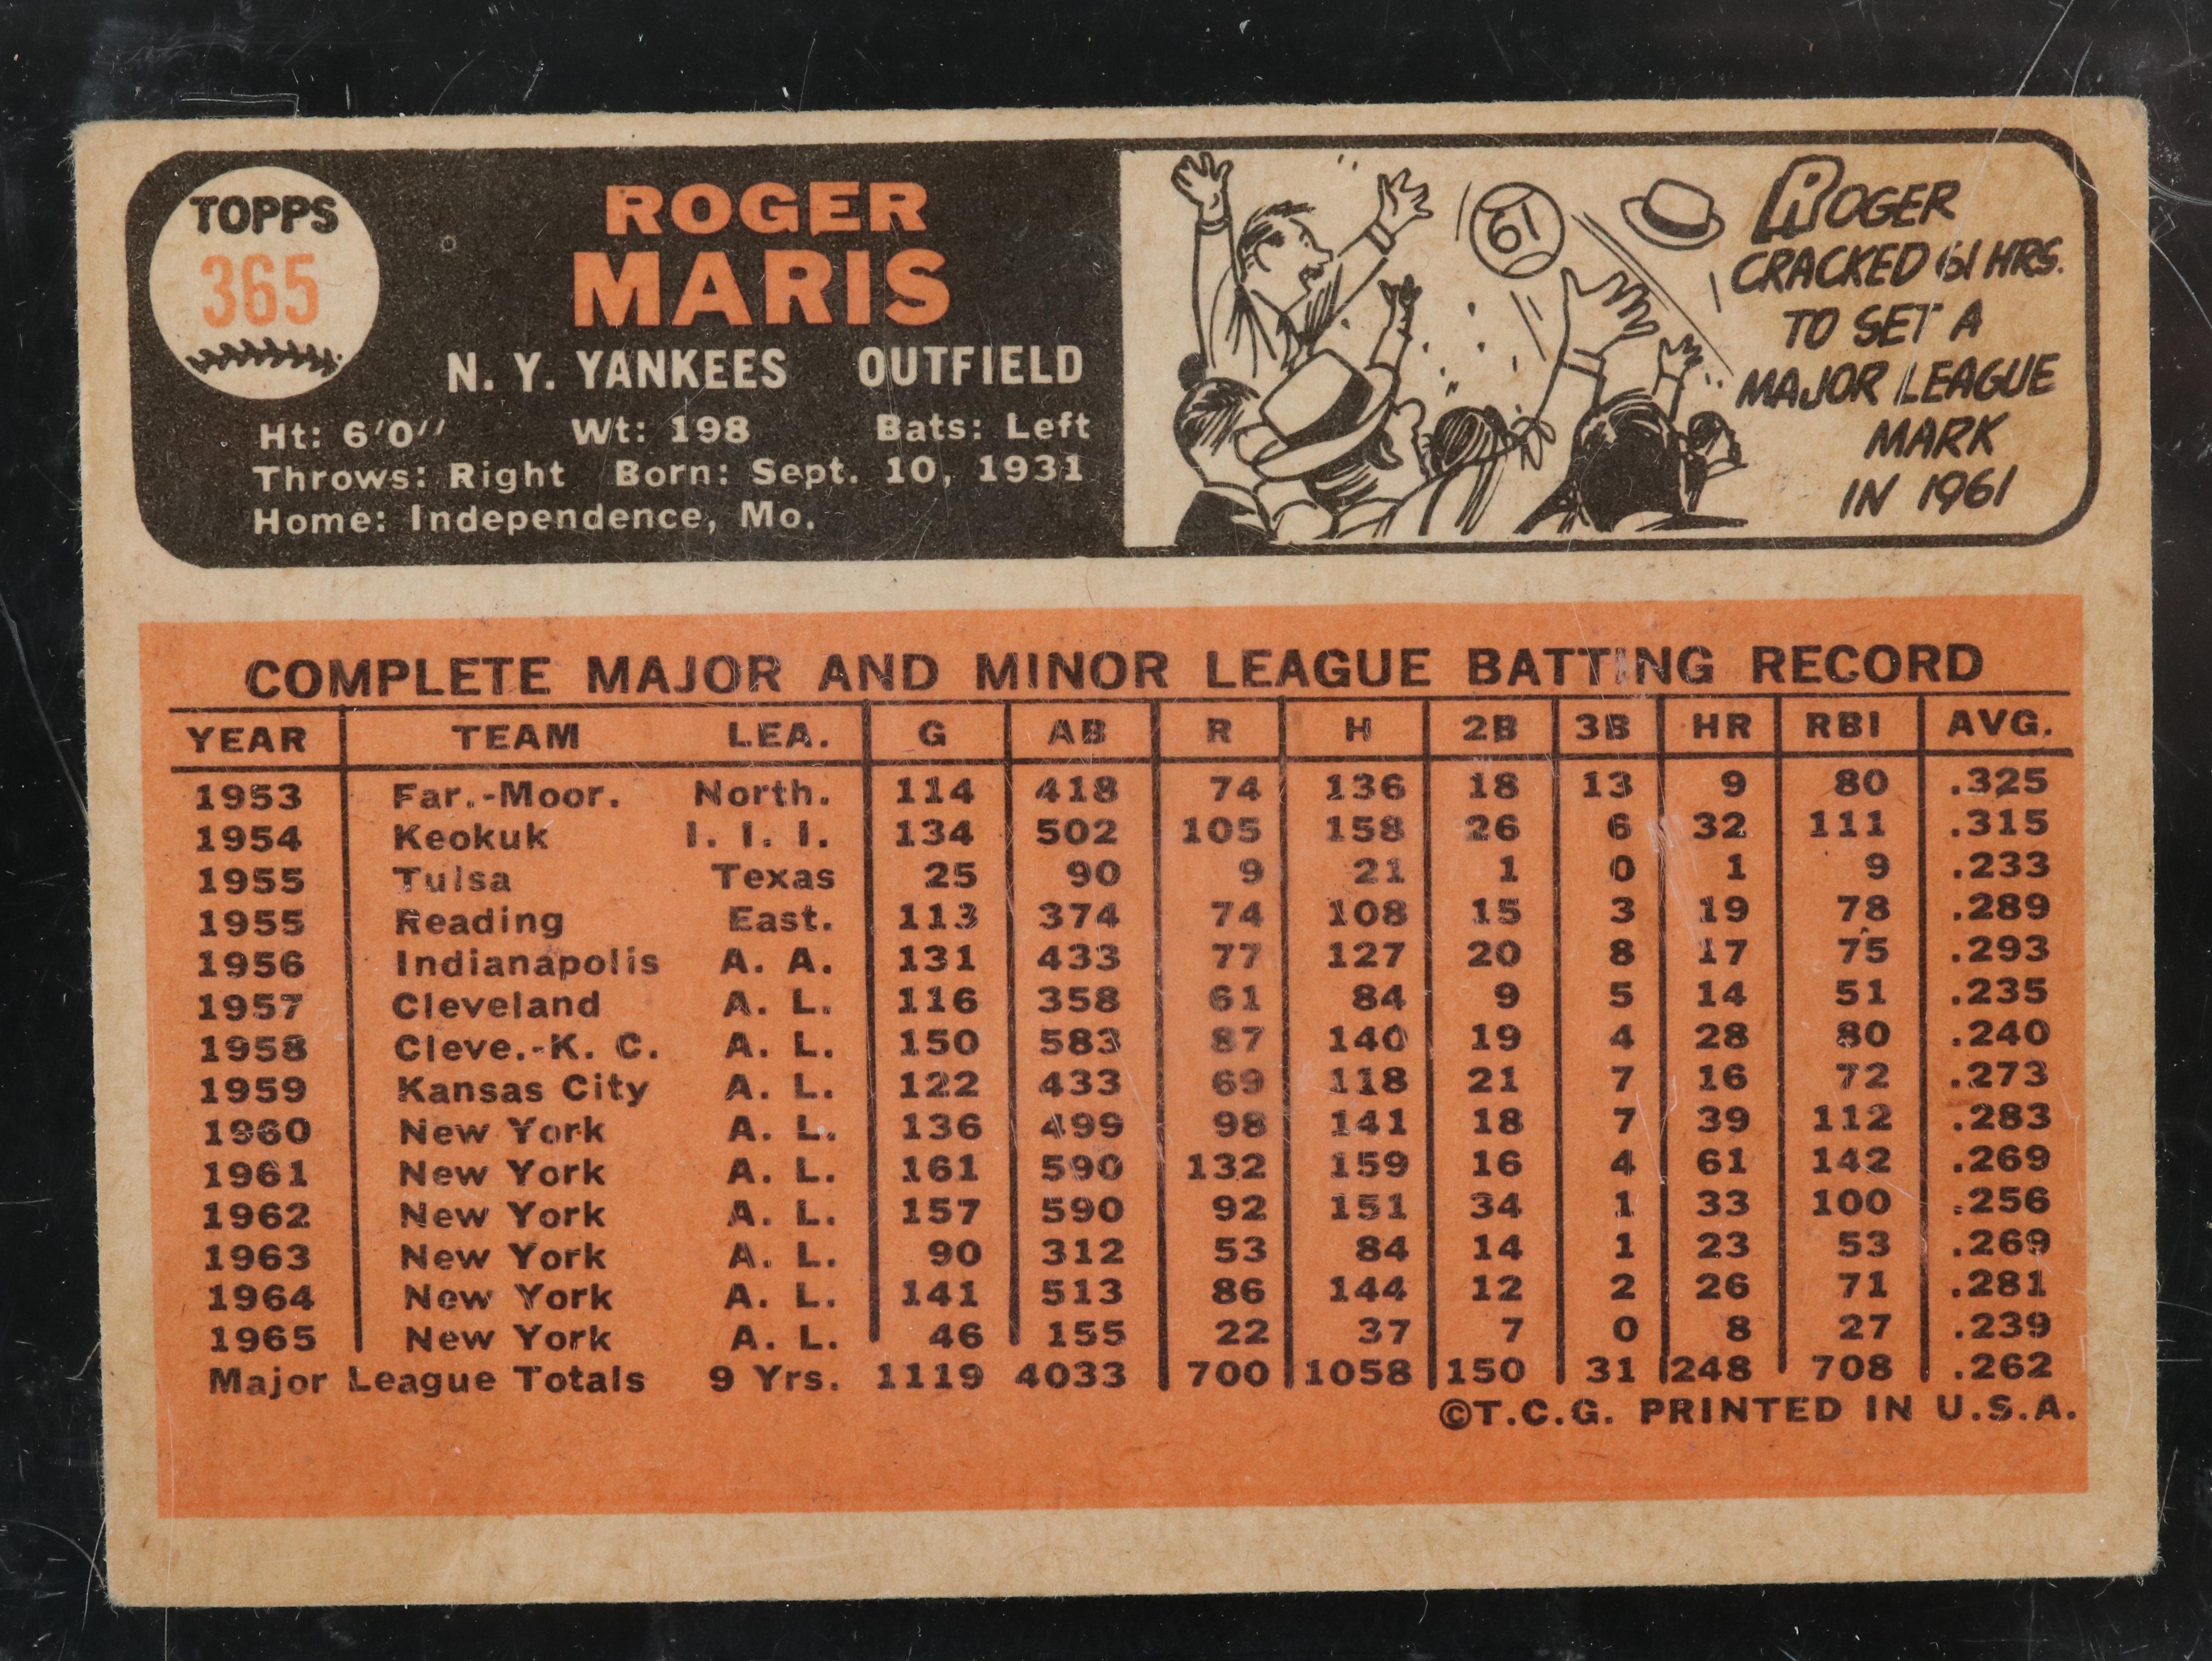 TOPPS
365
ROGER
MARIS
N. Y. YANKEES OUTFIELD
Ht: 6'0" Wt: 198 Bats: Left
Throws: Right Born: Sept. 10, 1931
Home: Independence, Mo.
61
ROGER
CRACKED 61 HRS.
TO SET A
MAJOR LEAGUE
MARK
IN 1961
COMPLETE MAJOR AND MINOR LEAGUE BATTING RECORD
YEAR TEAM LEA. G AB R H 2B 3B HR RBI AVG.
1953 Far.-Moor. North. 114 418 74 136 18 13 9 80 .325
1954 Keokuk I. I. I. 134 502 105 158 26 6 32 111 .315
1955 Tulsa Texas 25 90 9 21 1 0 1 9 .233
1955 Reading East. 113 374 74 108 15 3 19 78 .289
1956 Indianapolis A. A. 131 433 77 127 20 8 17 75 .293
1957 Cleveland A. L. 116 358 61 84 9 5 14 51 .235
1958 Cleve.-K. C. A. L. 150 583 87 140 19 4 28 80 .240
1959 Kansas City A. L. 122 433 69 118 21 7 16 72 .273
1960 New York A. L. 136 499 98 141 18 7 39 112 .283
1961 New York A. L. 161 590 132 159 16 4 61 142 .269
1962 New York A. L. 157 590 92 151 34 1 33 100 .256
1963 New York A. L. 90 312 53 84 14 1 23 53 .269
1964 New York A. L. 141 513 86 144 12 2 26 71 .281
1965 New York A. L. 46 155 22 37 7 0 8 27 .239
Major League Totals 9 Yrs. 1119 4033 700 1058 150 31 248 708 .262
©T.C.G. PRINTED IN U.S.A.